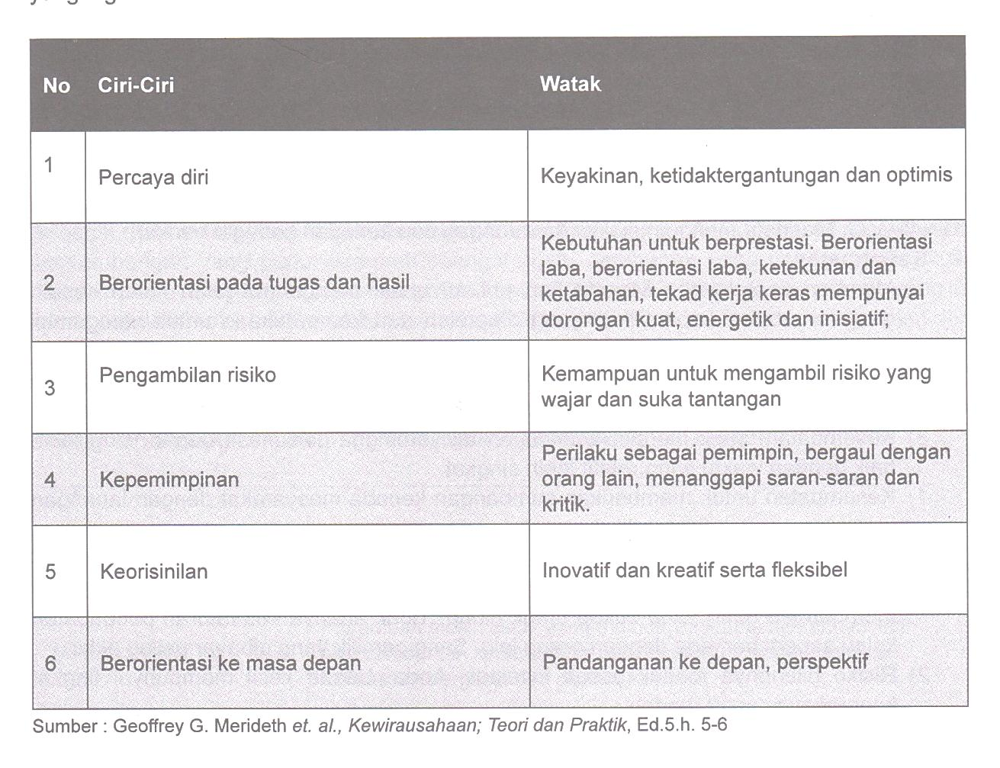 No Ciri-Ciri Watak
1 Percaya diri Keyakinan, ketidaktergantungan dan optimis
2 Berorientasi pada tugas dan hasil
Kebutuhan untuk berprestasi. Berorientasi
laba, berorientasi laba, ketekunan dan
ketabahan, tekad kerja keras mempunyai
dorongan kuat, energetik dan inisiatif;
3 Pengambilan risiko
Kemampuan untuk mengambil risiko yang
wajar dan suka tantangan
4 Kepemimpinan
Perilaku sebagai pemimpin, bergaul dengan
orang lain, menanggapi saran-saran dan
kritik.
5 Keorisinilan Inovatif dan kreatif serta fleksibel
6 Berorientasi ke masa depan Pandanganan ke depan, perspektif
Sumber : Geoffrey G. Merideth et. al., Kewirausahaan; Teori dan Praktik, Ed.5.h. 5-6